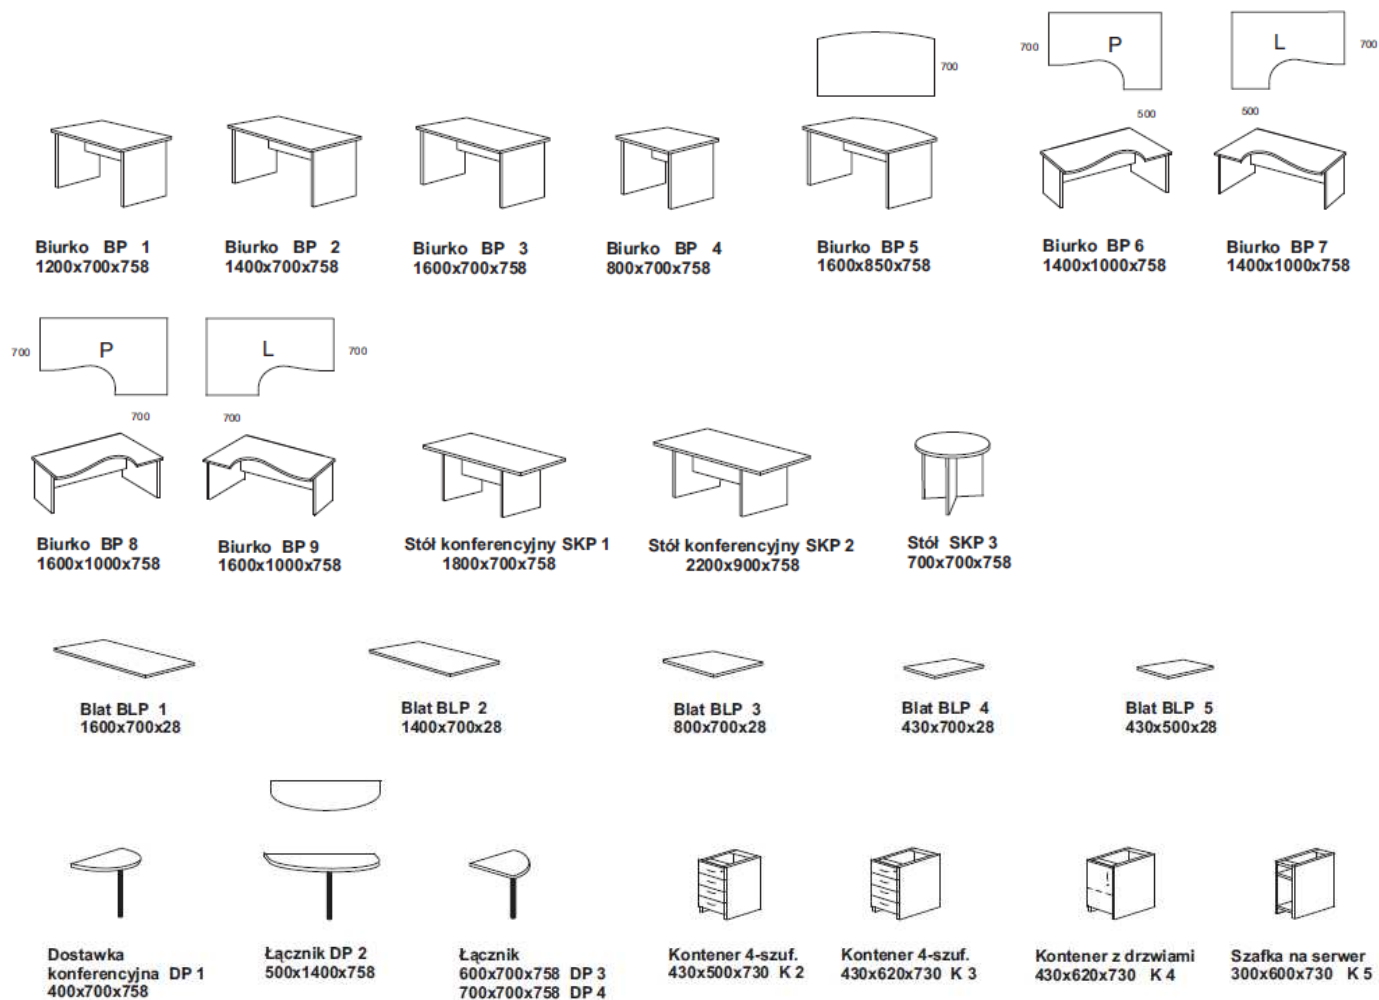 700
P
700
L
700
500
500
Biurko BP 1
1200x700x758
Biurko BP 2
1400x700x758
Biurko BP 3
1600x700x758
Biurko BP 4
800x700x758
Biurko BP 5
1600x850x758
Biurko BP 6
1400x1000x758
Biurko BP 7
1400x1000x758
700
P
L
700
700
700
Biurko BP 8
1600x1000x758
Biurko BP 9
1600x1000x758
Stół konferencyjny SKP 1
1800x700x758
Stół konferencyjny SKP 2
2200x900x758
Stół SKP 3
700x700x758
Blat BLP 1
1600x700x28
Blat BLP 2
1400x700x28
Blat BLP 3
800x700x28
Blat BLP 4
430x700x28
Blat BLP 5
430x500x28
Dostawka
konferencyjna DP 1
400x700x758
Łącznik DP 2
500x1400x758
Łącznik
600x700x758 DP 3
700x700x758 DP 4
Kontener 4-szuf.
430x500x730 K 2
Kontener 4-szuf.
430x620x730 K 3
Kontener z drzwiami
430x620x730 K 4
Szafka na serwer
300x600x730 K 5